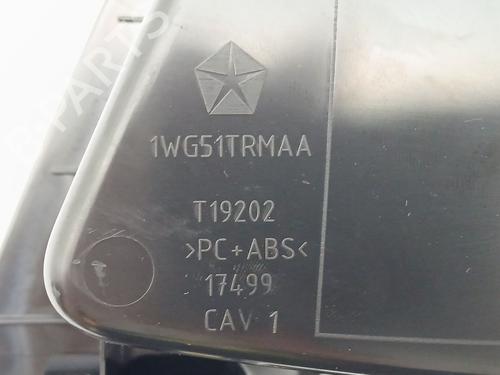 1WG51TRMAA
T19202
>PC+ABS<
17499
CAV 1